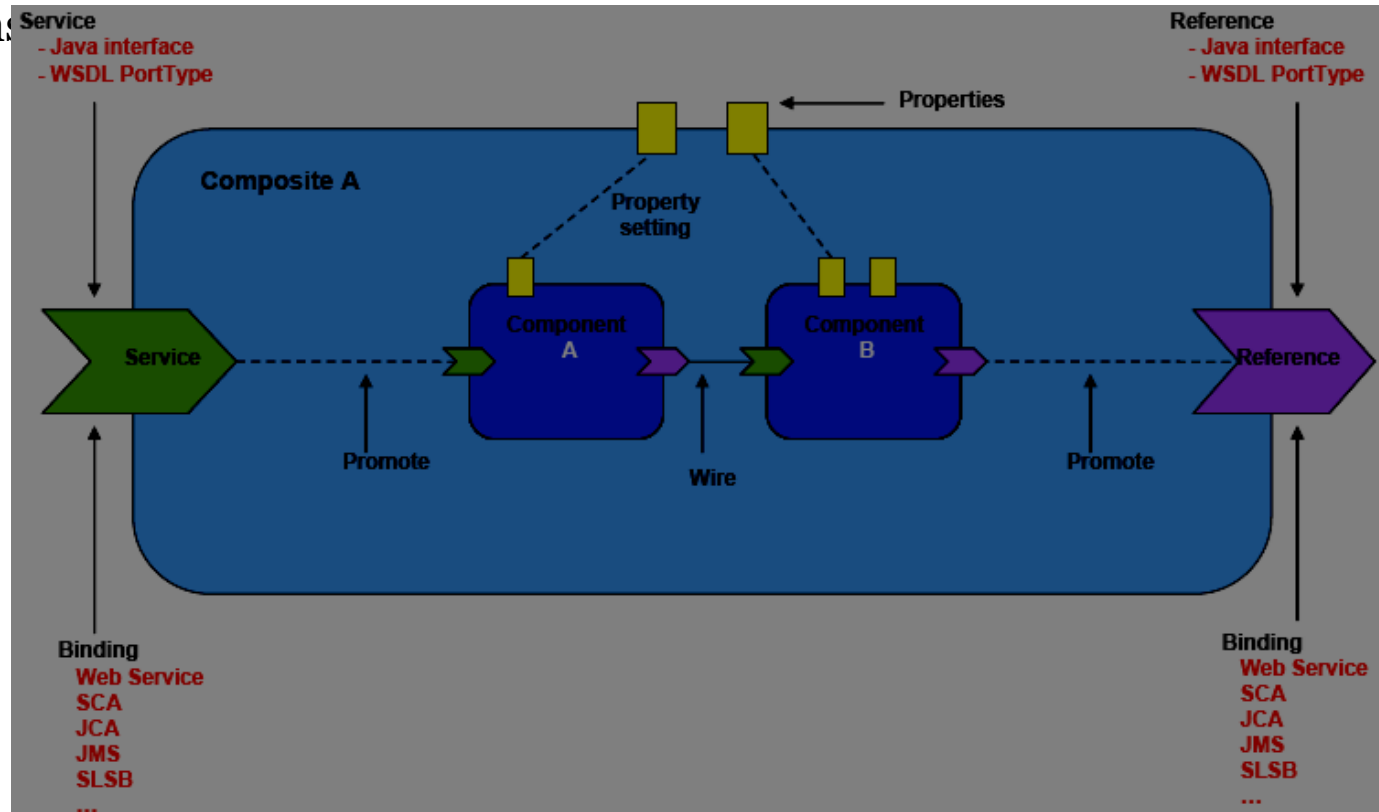 Service
- Java interface
- WSDL PortType
Reference
- Java interface
- WSDL PortType
Properties
Composite A
Property
setting
Component
A
Component
B
Service
Reference
Promote
Wire
Promote
Binding
Web Service
SCA
JCA
JMS
SLSB
...
Binding
Web Service
SCA
JCA
JMS
SLSB
...